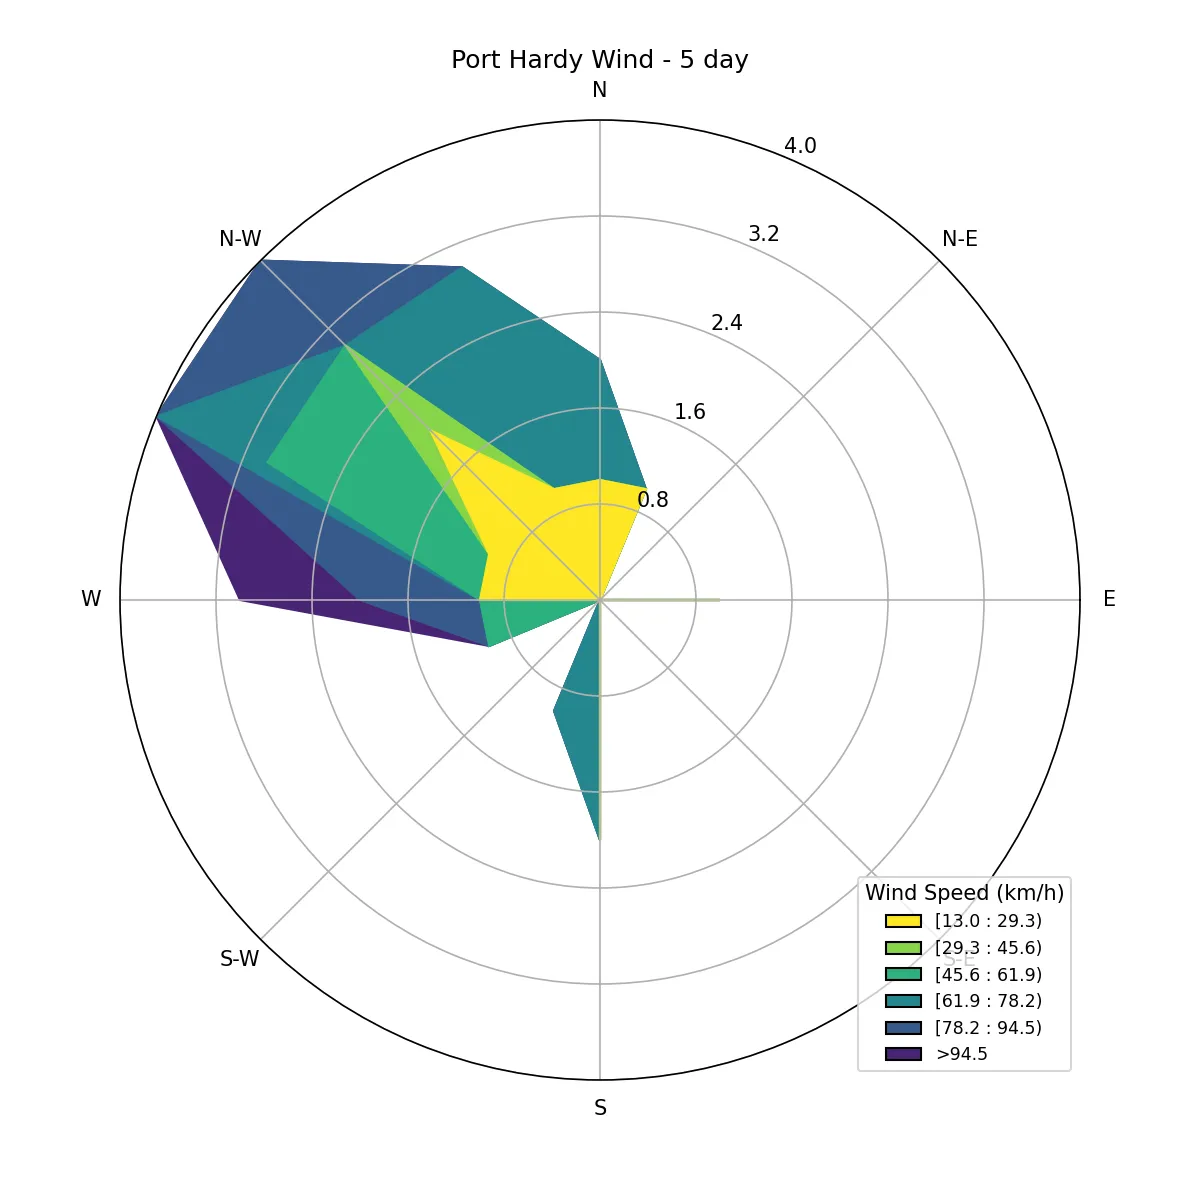 Port Hardy Wind - 5 day
N
4.0
N-W
3.2
N-E
2.4
1.6
0.8
W
E
Wind Speed (km/h)
[13.0 : 29.3)
[29.3 : 45.6)
S-W
S-E
[45.6 : 61.9)
[61.9 : 78.2)
[78.2 : 94.5)
>94.5
S